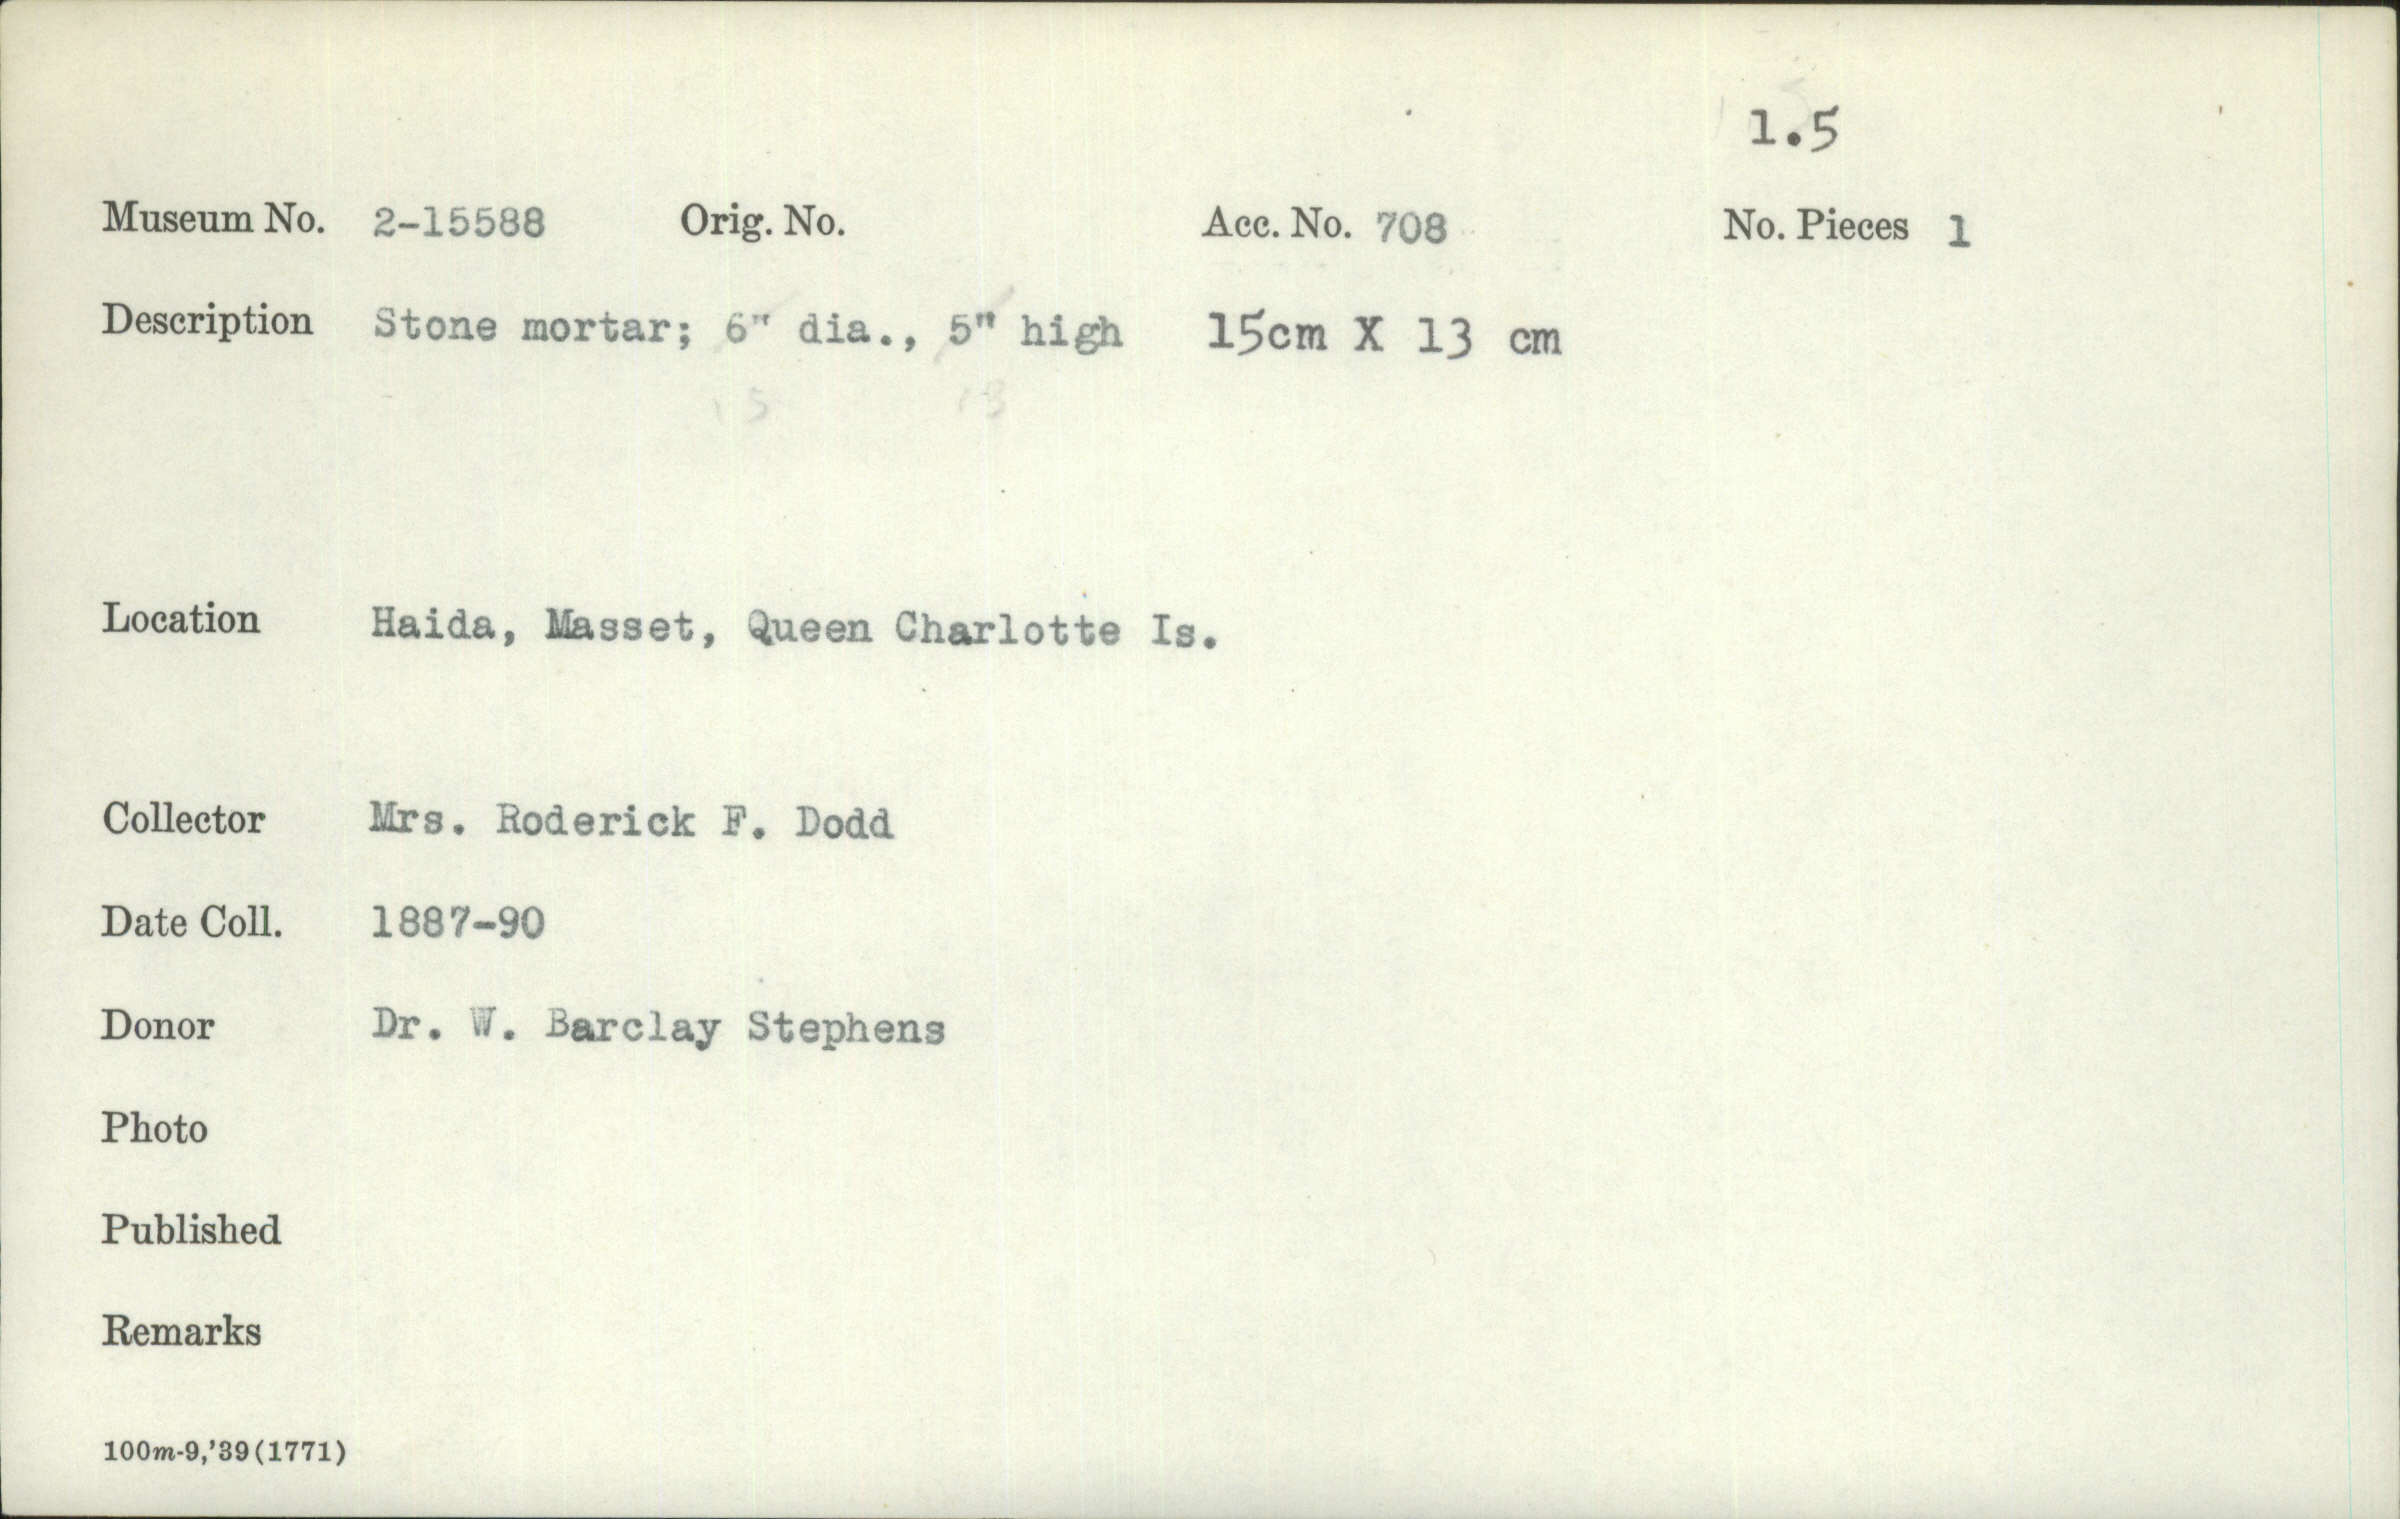 1.5
Museum No. 2-15588 Orig. No. Acc. No. 708 No. Pieces 1
Description Stone mortar; 6" dia., 5" high 15cm X 13 cm
15 13
Location Haida, Masset, Queen Charlotte Is.
Collector Mrs. Roderick F. Dodd
Date Coll. 1887-90
Donor Dr. W. Barclay Stephens
Photo
Published
Remarks
100m-9,'39(1771)